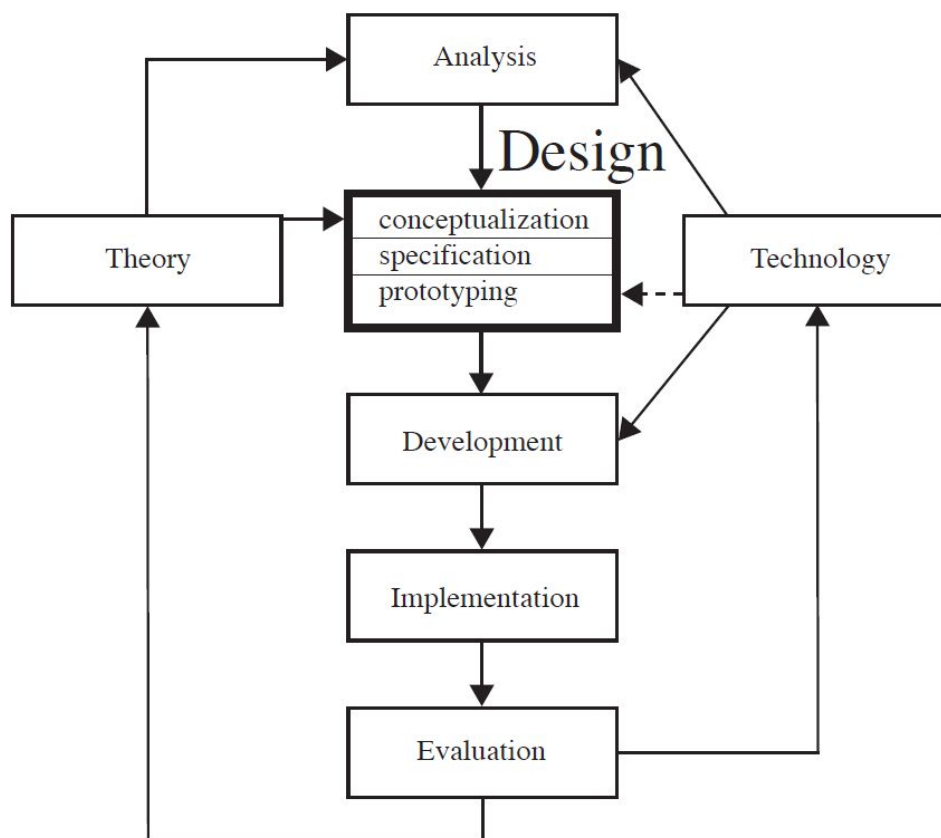 Analysis
Design
conceptualization
Theory
specification
Technology
prototyping
Development
Implementation
Evaluation